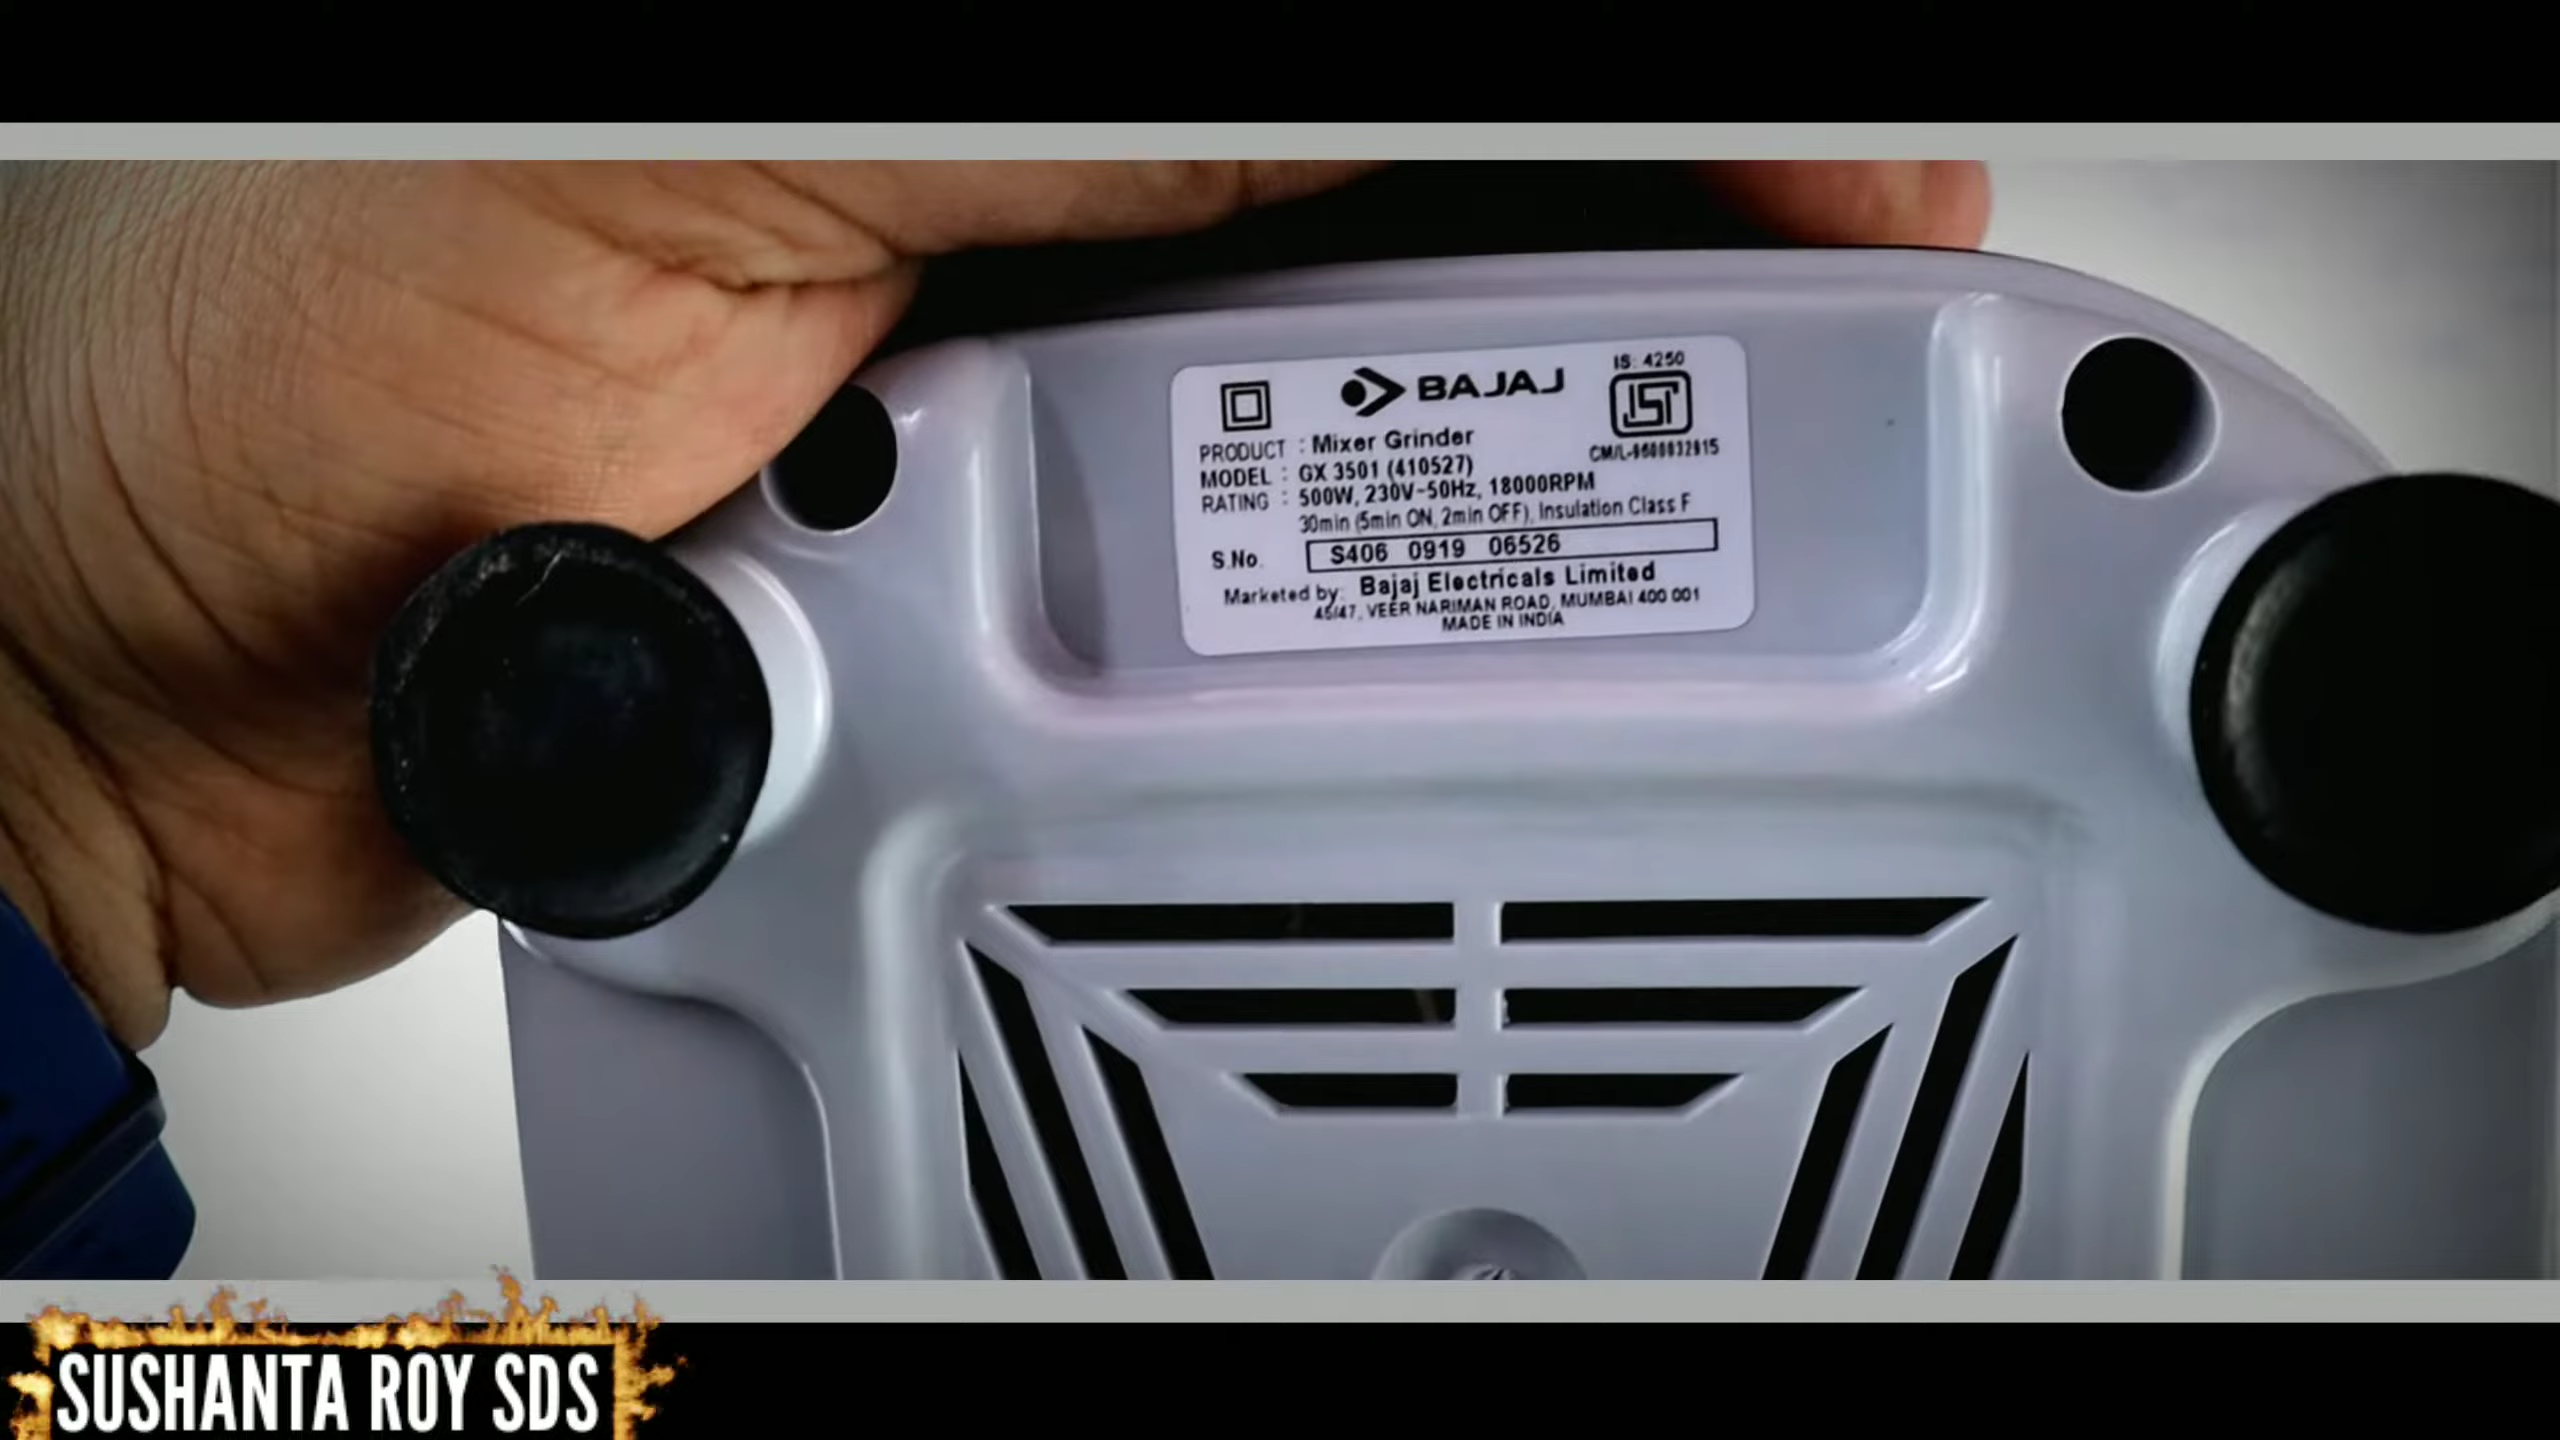 IS: 4250
BAJAJ
PRODUCT : Mixer Grinder
MODEL : GX 3501 (410527)
RATING : 500W, 230V~50Hz, 18000RPM
30min (5min ON, 2min OFF), Insulation Class F
S.No. S406 0919 06526
Marketed by: Bajaj Electricals Limited
45/47, VEER NARIMAN ROAD, MUMBAI 400 001
MADE IN INDIA
SUSHANTA ROY SDS